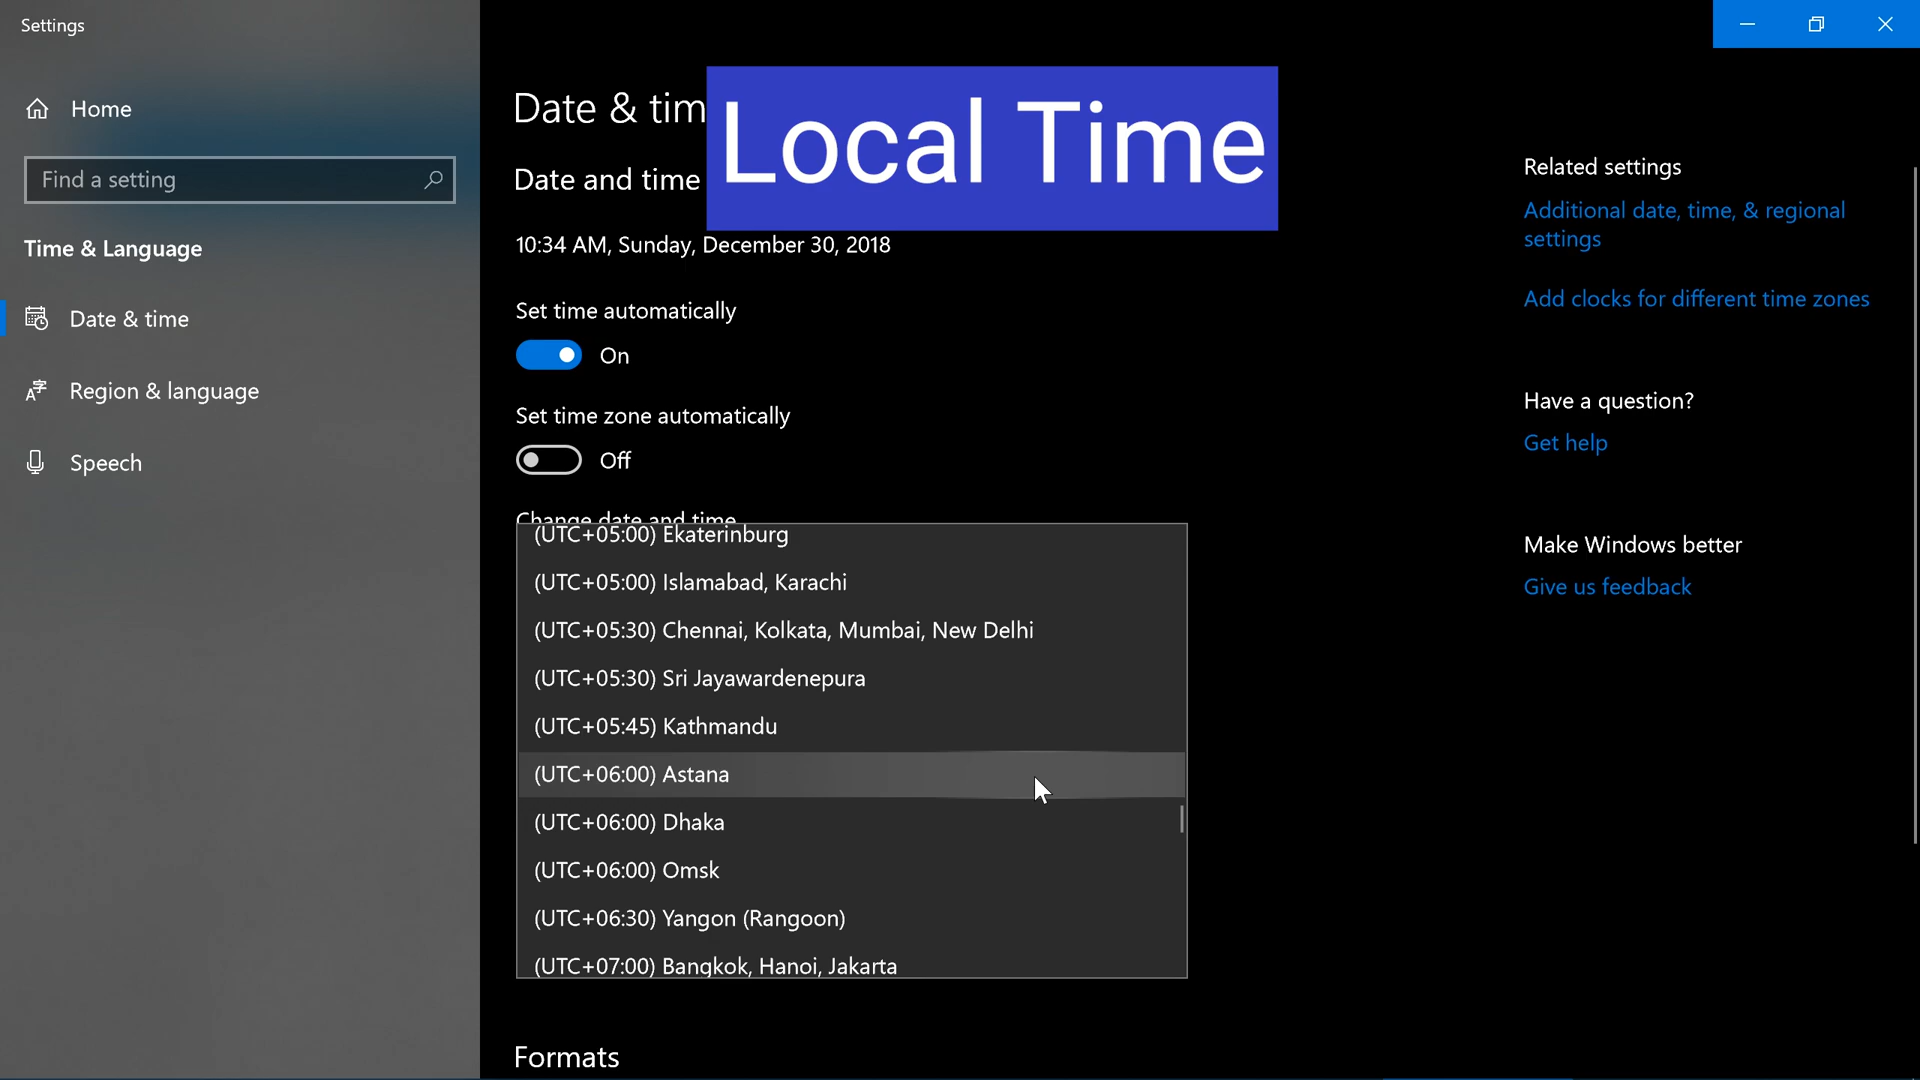 Settings
Home
Find a setting
Time & Language
Date & time
Region & language
Speech
Date & tim
Local Time
Date and time
10:34 AM, Sunday, December 30, 2018
Set time automatically
On
Set time zone automatically
Off
Change date and time
(UTC+05:00) Ekaterinburg
(UTC+05:00) Islamabad, Karachi
(UTC+05:30) Chennai, Kolkata, Mumbai, New Delhi
(UTC+05:30) Sri Jayawardenepura
(UTC+05:45) Kathmandu
(UTC+06:00) Astana
(UTC+06:00) Dhaka
(UTC+06:00) Omsk
(UTC+06:30) Yangon (Rangoon)
(UTC+07:00) Bangkok, Hanoi, Jakarta
Formats
Related settings
Additional date, time, & regional
settings
Add clocks for different time zones
Have a question?
Get help
Make Windows better
Give us feedback